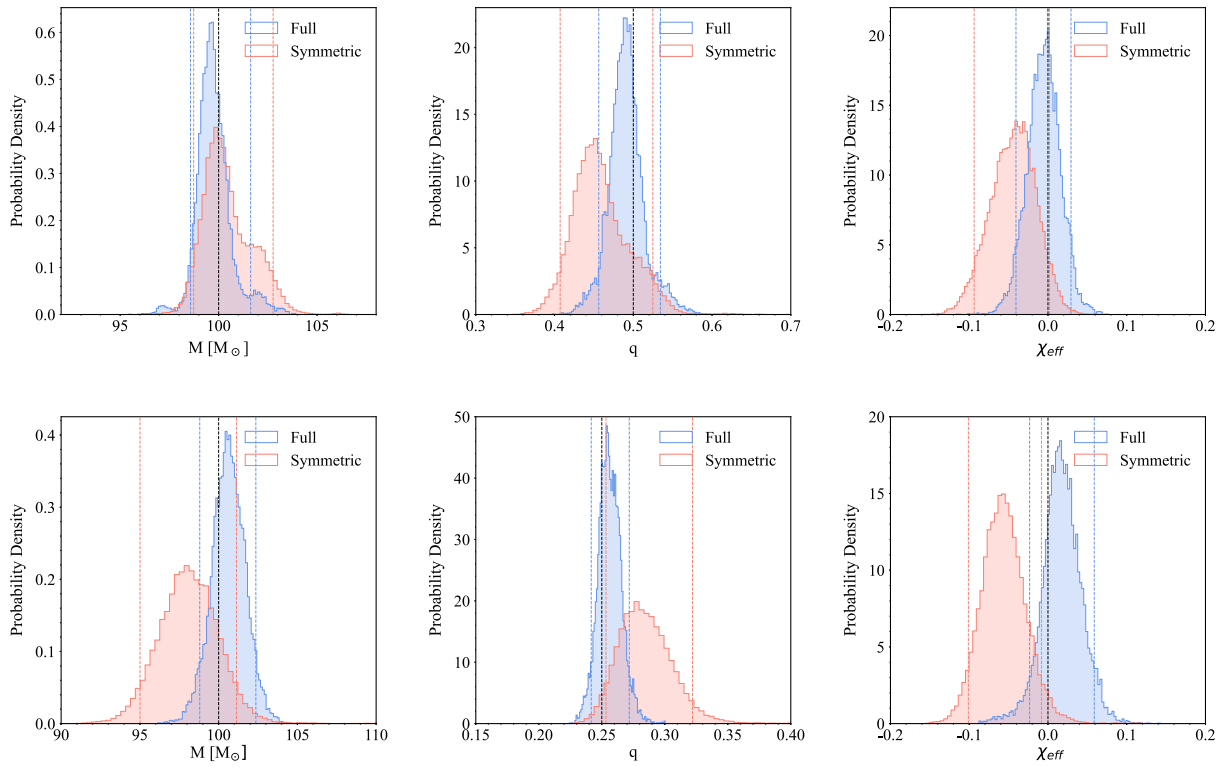 Full
Symmetric
Probability Density
0.0
0.1
0.2
0.3
0.4
0.5
0.6
95
100
105
M [M⊙]
Full
Symmetric
Probability Density
0
5
10
15
20
0.3
0.4
0.5
0.6
0.7
q
Full
Symmetric
Probability Density
0
5
10
15
20
-0.2
-0.1
0.0
0.1
0.2
χeff
Full
Symmetric
Probability Density
0.0
0.1
0.2
0.3
0.4
90
95
100
105
110
M [M⊙]
Full
Symmetric
Probability Density
0
10
20
30
40
50
0.15
0.20
0.25
0.30
0.35
0.40
q
Full
Symmetric
Probability Density
0
5
10
15
20
-0.2
-0.1
0.0
0.1
0.2
χeff